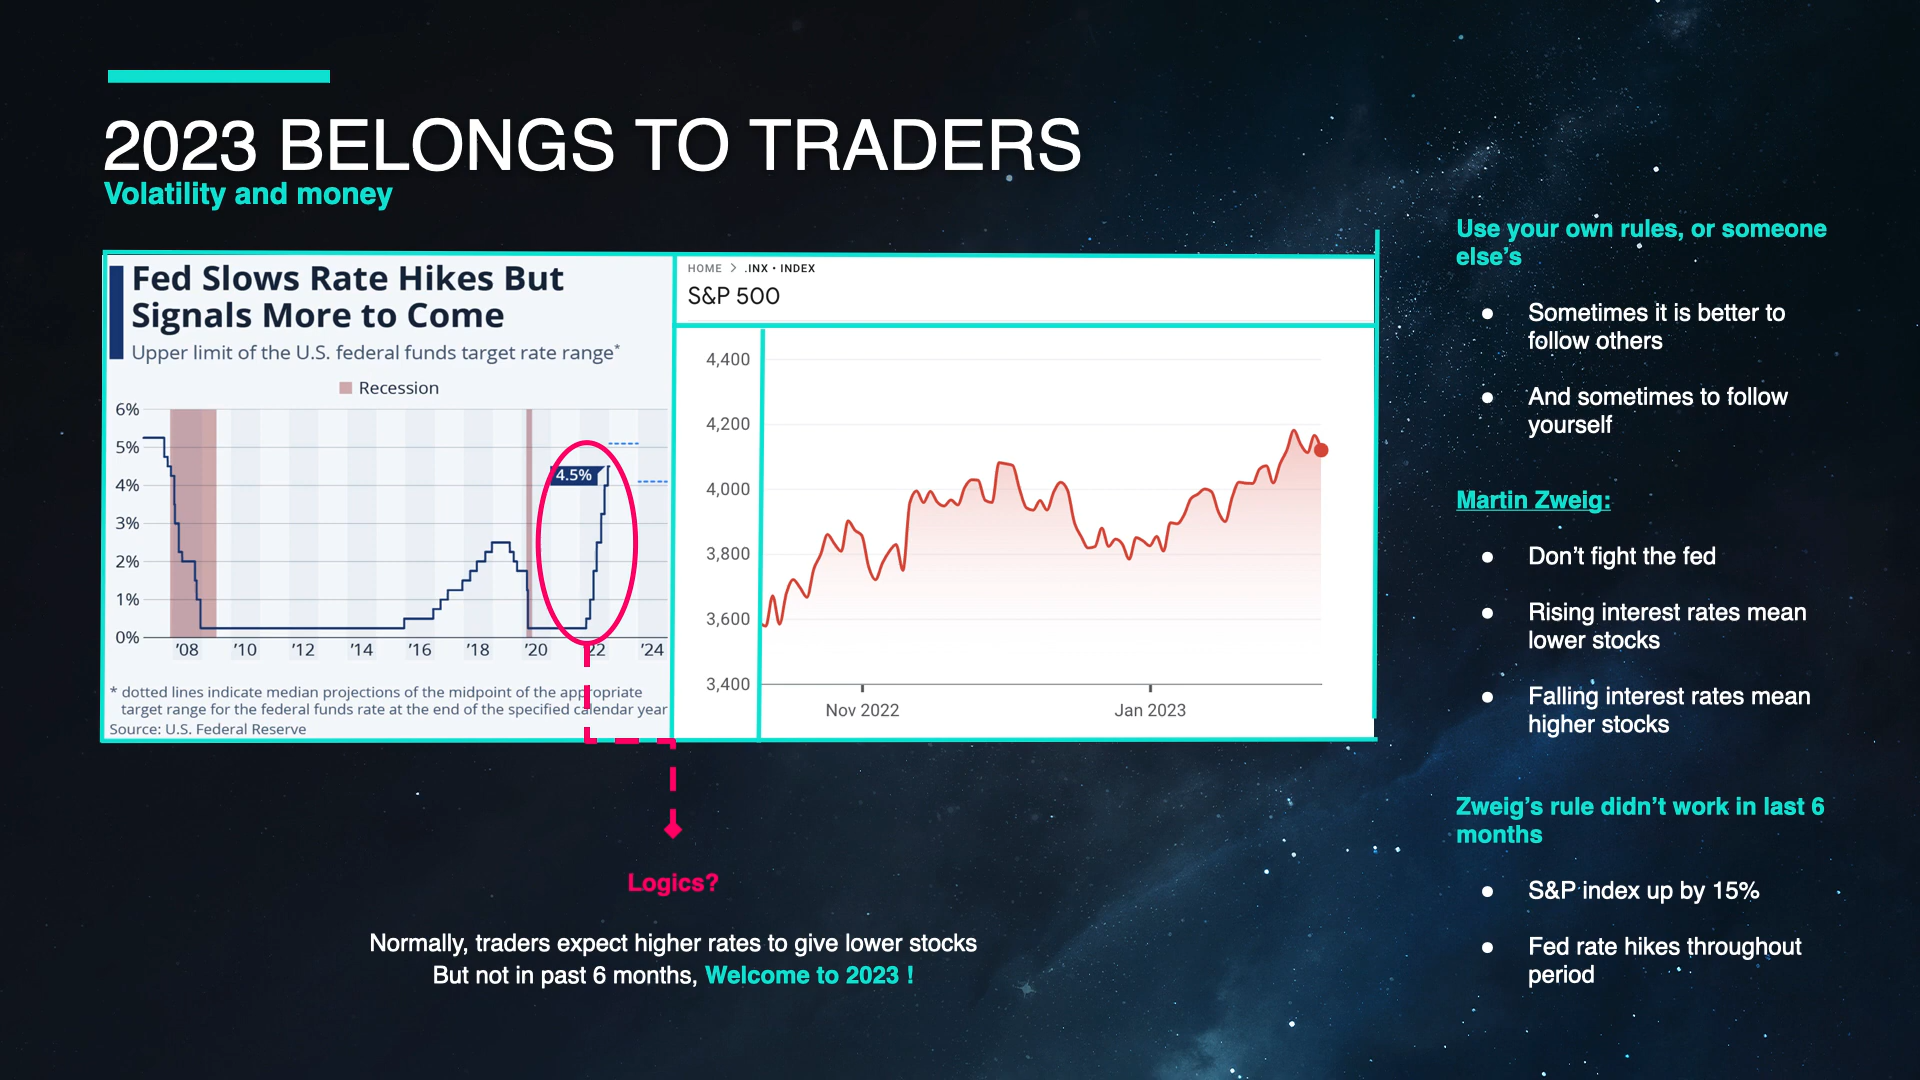 2023 BELONGS TO TRADERS
Volatility and money
Fed Slows Rate Hikes But
Signals More to Come
Upper limit of the U.S. federal funds target rate range*
Recession
6%
5%
4%
3%
2%
1%
0%
4.5%
'08 '10 '12 '14 '16 '18 '20 '22 '24
* dotted lines indicate median projections of the midpoint of the appropriate
target range for the federal funds rate at the end of the specified calendar year
Source: U.S. Federal Reserve
HOME > .INX • INDEX
S&P 500
4,400
4,200
4,000
3,800
3,600
3,400
Nov 2022 Jan 2023
Logics?
Normally, traders expect higher rates to give lower stocks
But not in past 6 months, Welcome to 2023 !
Use your own rules, or someone
else’s
● Sometimes it is better to
follow others
● And sometimes to follow
yourself
Martin Zweig:
● Don’t fight the fed
● Rising interest rates mean
lower stocks
● Falling interest rates mean
higher stocks
Zweig’s rule didn’t work in last 6
months
● S&P index up by 15%
● Fed rate hikes throughout
period